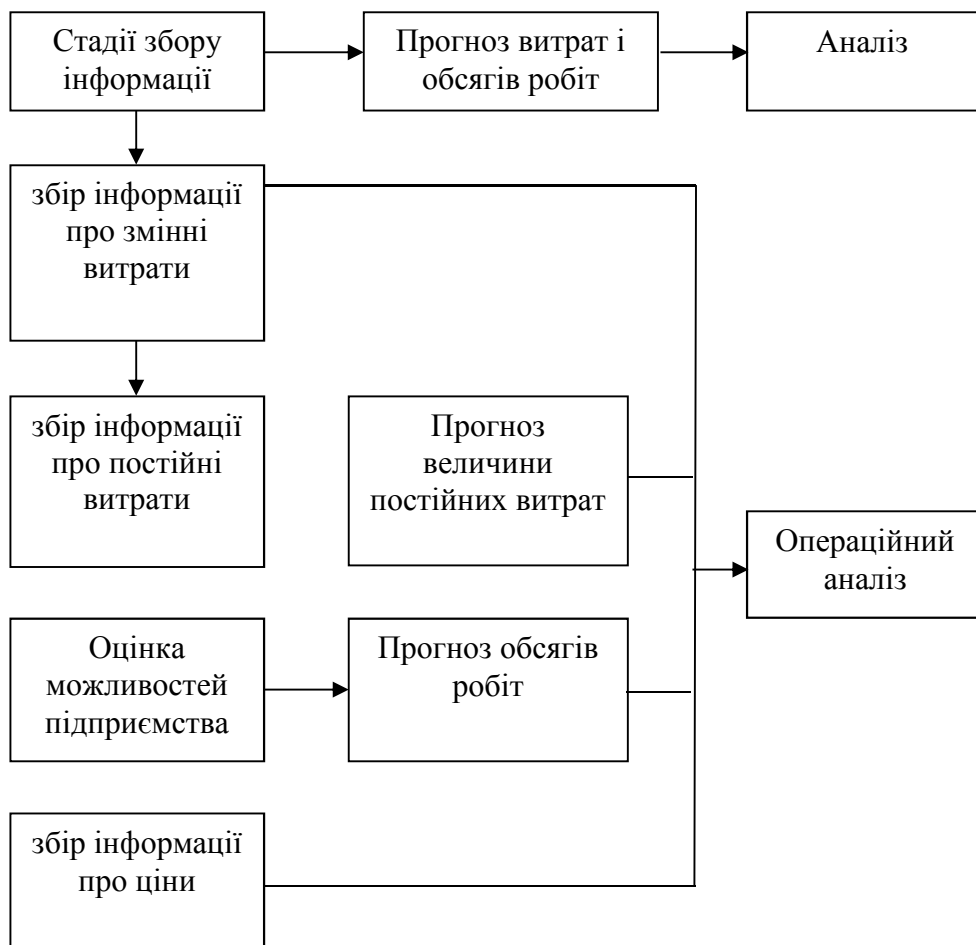 Стадії збору
інформації
Прогноз витрат і
обсягів робіт
Аналіз
збір інформації
про змінні
витрати
збір інформації
про постійні
витрати
Прогноз
величини
постійних витрат
Операційний
аналіз
Оцінка
можливостей
підприємства
Прогноз обсягів
робіт
збір інформації
про ціни